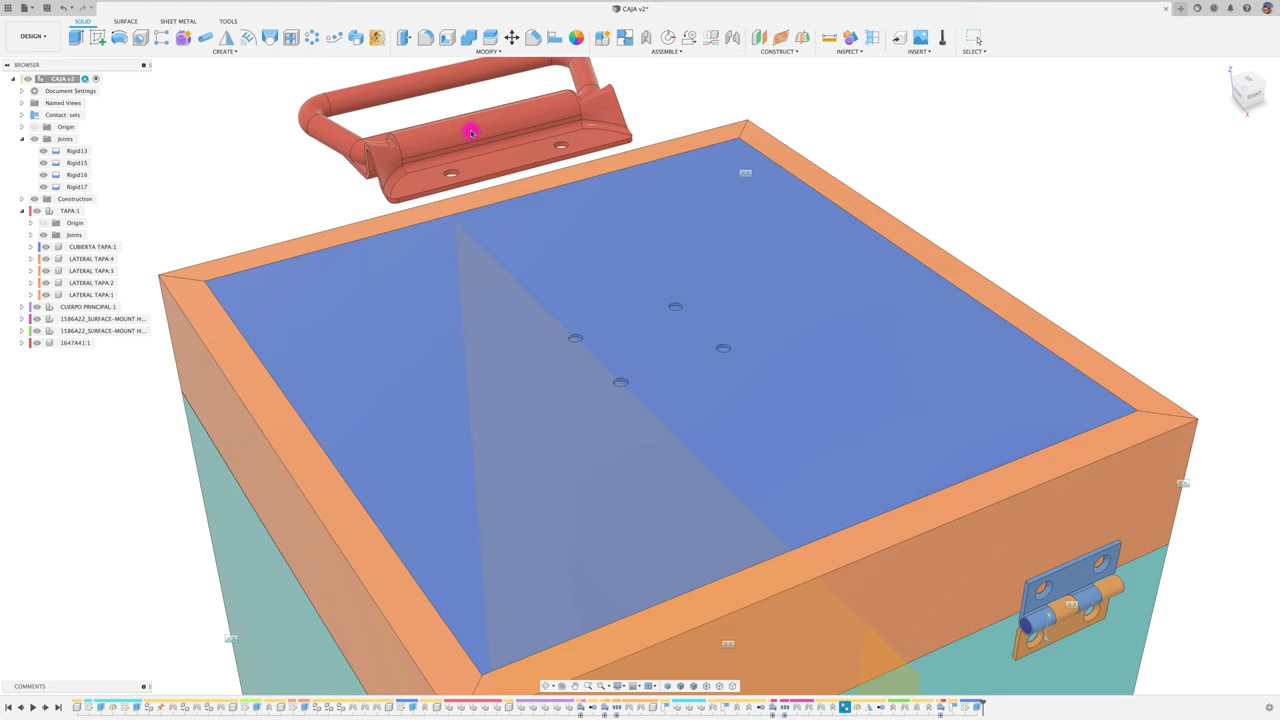 CAJA v2*
DESIGN
SOLID
SURFACE
SHEET METAL
TOOLS
CREATE
MODIFY
ASSEMBLE
CONSTRUCT
INSPECT
INSERT
SELECT
BROWSER
CAJA v2
Document Settings
Named Views
Contact: sets
Origin
Joints
Rigid13
Rigid15
Rigid16
Rigid17
Construction
TAPA:1
Origin
Joints
CUBIERTA TAPA:1
LATERAL TAPA:4
LATERAL TAPA:3
LATERAL TAPA:2
LATERAL TAPA:1
CUERPO PRINCIPAL:1
1586A22_SURFACE-MOUNT H...
1586A22_SURFACE-MOUNT H...
1647A41:1
Z
RIGHT
X
COMMENTS